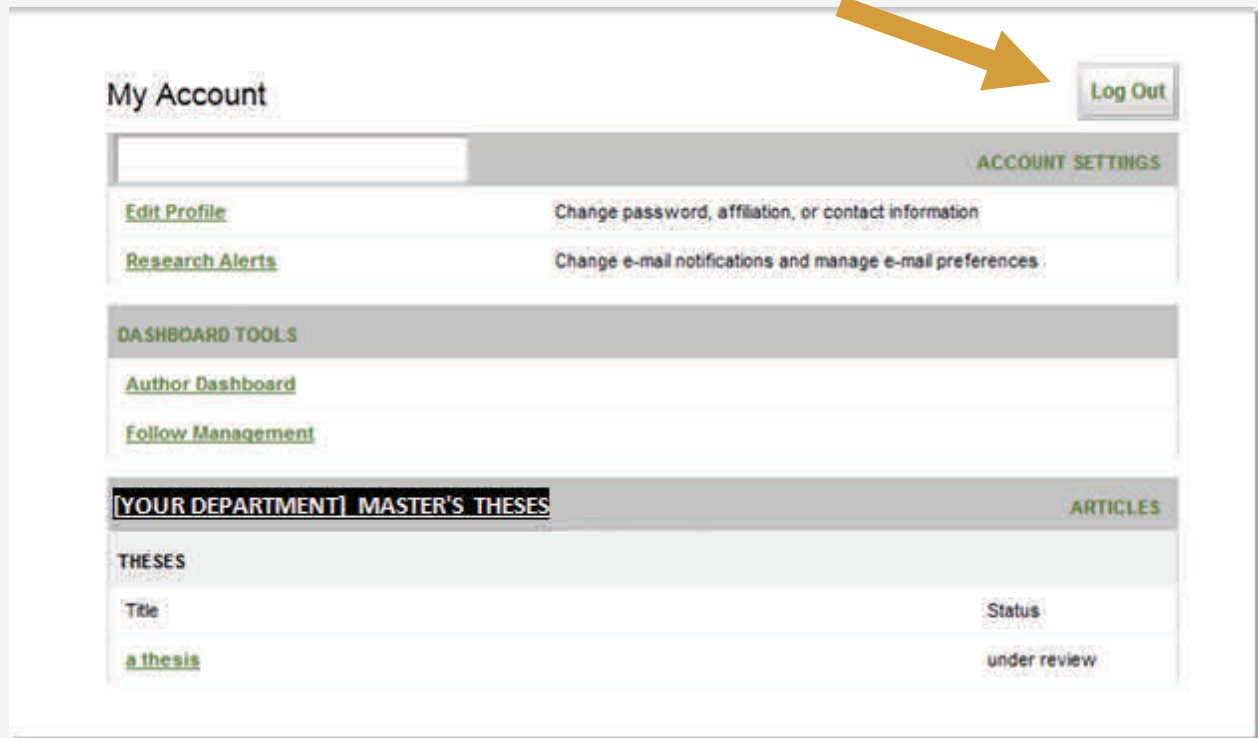 My Account
Log Out
ACCOUNT SETTINGS
Edit Profile Change password, affiliation, or contact information
Research Alerts Change e-mail notifications and manage e-mail preferences
DASHBOARD TOOLS
Author Dashboard
Follow Management
[YOUR DEPARTMENT] MASTER'S THESES ARTICLES
THESES
Title Status
a thesis under review